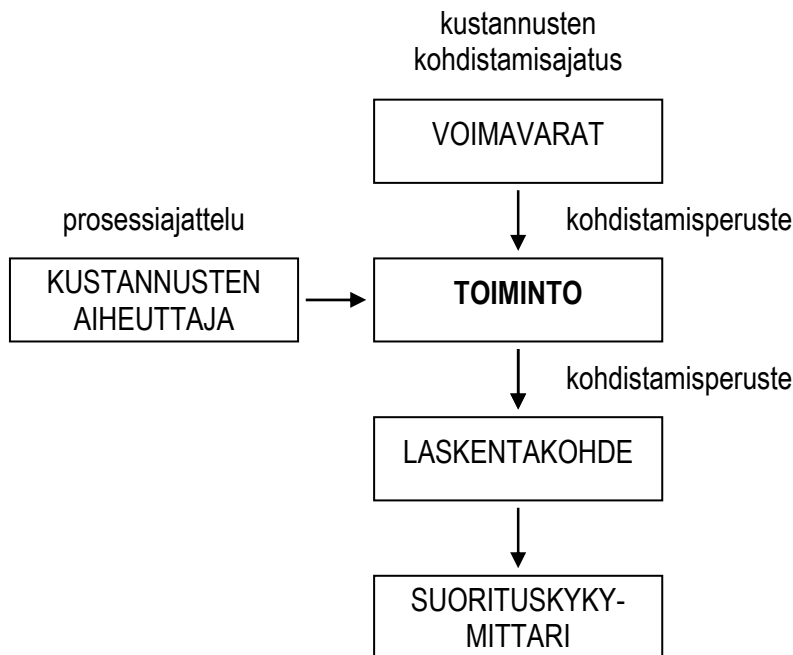 kustannusten
kohdistamisajatus
VOIMAVARAT
prosessiajattelu
kohdistamisperuste
KUSTANNUSTEN
AIHEUTTAJA
TOIMINTO
kohdistamisperuste
LASKENTAKOHDE
SUORITUSKYKY-
MITTARI